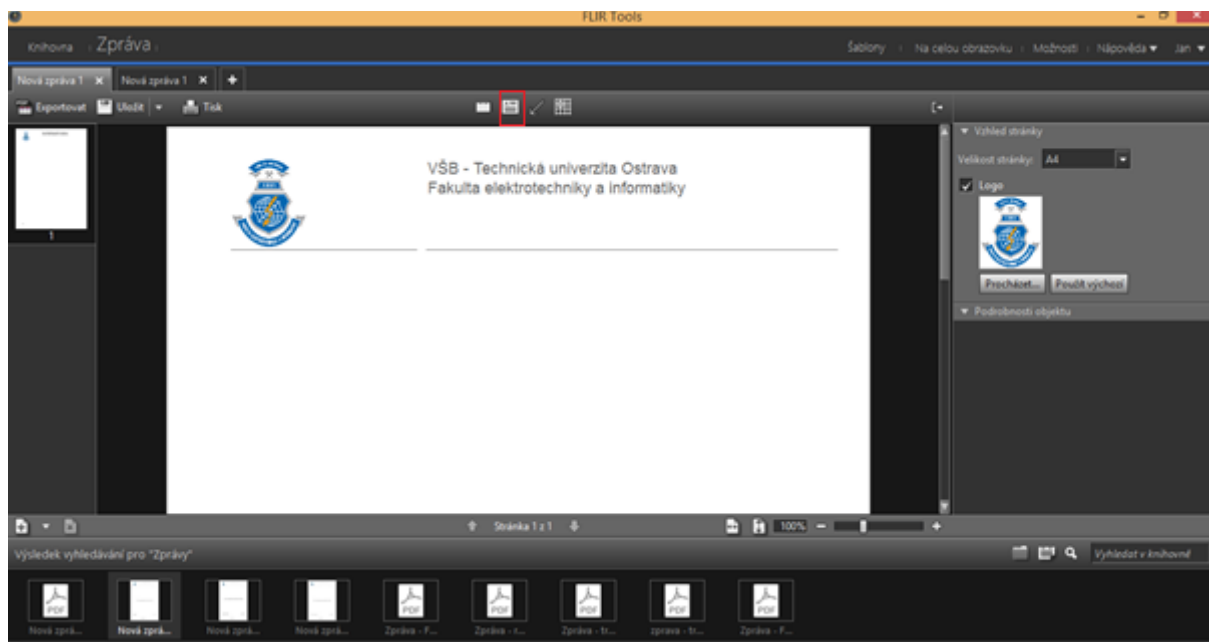 FLIR Tools
Knihovna Zpráva
Šablony Na celou obrazovku Možnosti Nápověda Jan
Nová zpráva 1 Nová zpráva 1
Exportovat Uložit Tisk
VŠB - Technická univerzita Ostrava
Fakulta elektrotechniky a informatiky
1
Vzhled stránky
Velikost stránky: A4
Logo
Procházet... Použít výchozí
Podrobnosti objektu
Stránka 1 z 1 100%
Výsledek vyhledávání pro "Zprávy"
Vyhledat v knihovně
PDF PDF PDF PDF PDF PDF
Nová zprá... Nová zprá... Nová zprá... Nová zprá... Zpráva - F... Zpráva - r... Zpráva - tr... zprava - tr... Zpráva - F...